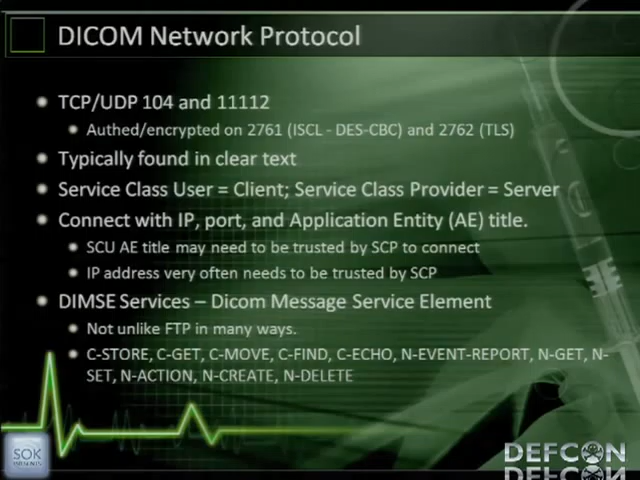 DICOM Network Protocol
TCP/UDP 104 and 11112
Authed/encrypted on 2761 (ISCL - DES-CBC) and 2762 (TLS)
Typically found in clear text
Service Class User = Client; Service Class Provider = Server
Connect with IP, port, and Application Entity (AE) title.
SCU AE title may need to be trusted by SCP to connect
IP address very often needs to be trusted by SCP
DIMSE Services – Dicom Message Service Element
Not unlike FTP in many ways.
C-STORE, C-GET, C-MOVE, C-FIND, C-ECHO, N-EVENT-REPORT, N-GET, N-
SET, N-ACTION, N-CREATE, N-DELETE
SOK
DEFCON